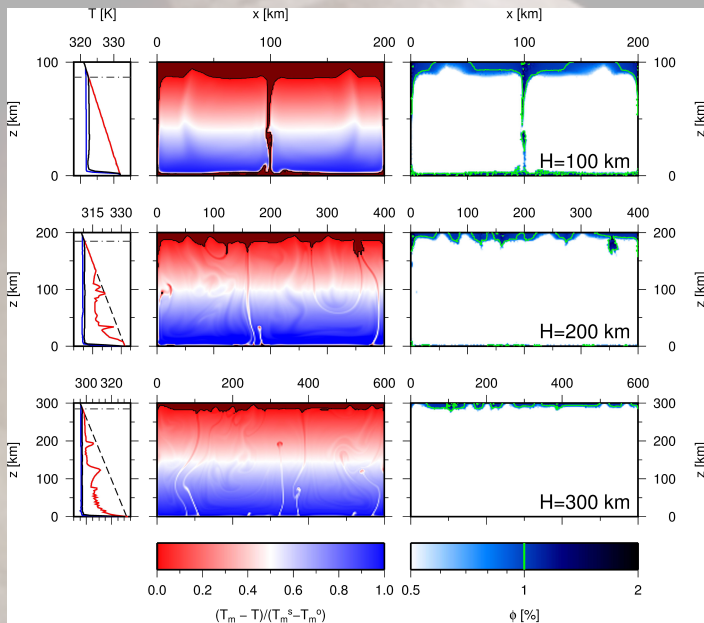 T [K]
x [km]
x [km]
320 330
0 100 200
0 100 200
z [km]
100
0
H=100 km
100
0
z [km]
315 330
0 100 200 300 400
0 100 200 300 400
z [km]
200
100
0
H=200 km
200
100
0
z [km]
300 320
0 200 400 600
0 100 200 300 400 500 600
z [km]
300
200
100
0
H=300 km
300
200
100
0
z [km]
0.0 0.2 0.4 0.6 0.8 1.0
0.5 1 2
(Tₘ − T)/(Tₘˢ−Tₘ⁰)
ϕ [%]